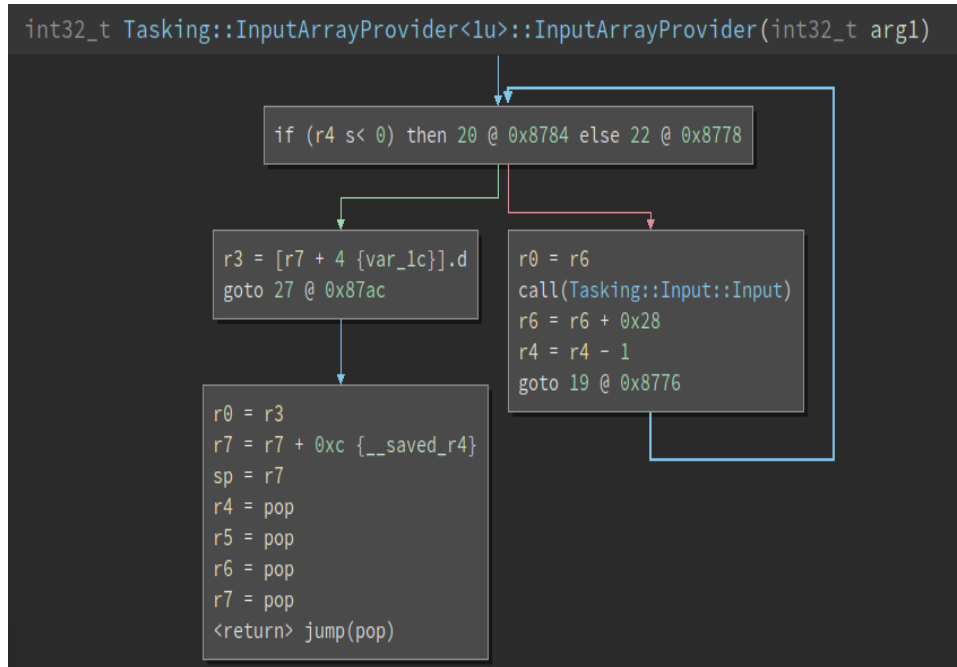 int32_t Tasking::InputArrayProvider<1u>::InputArrayProvider(int32_t arg1)
if (r4 s< 0) then 20 @ 0x8784 else 22 @ 0x8778
r3 = [r7 + 4 {var_1c}].d
goto 27 @ 0x87ac
r0 = r6
call(Tasking::Input::Input)
r6 = r6 + 0x28
r4 = r4 - 1
goto 19 @ 0x8776
r0 = r3
r7 = r7 + 0xc {__saved_r4}
sp = r7
r4 = pop
r5 = pop
r6 = pop
r7 = pop
<return> jump(pop)